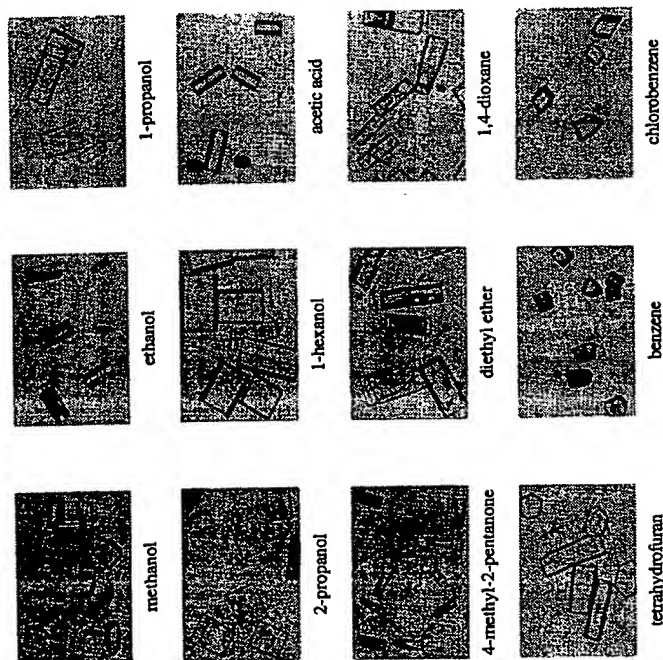 methanol
ethanol
1-propanol
2-propanol
1-hexanol
acetic acid
4-methyl-2-pentanone
diethyl ether
1,4-dioxane
tetrahydrofuran
benzene
chlorobenzene